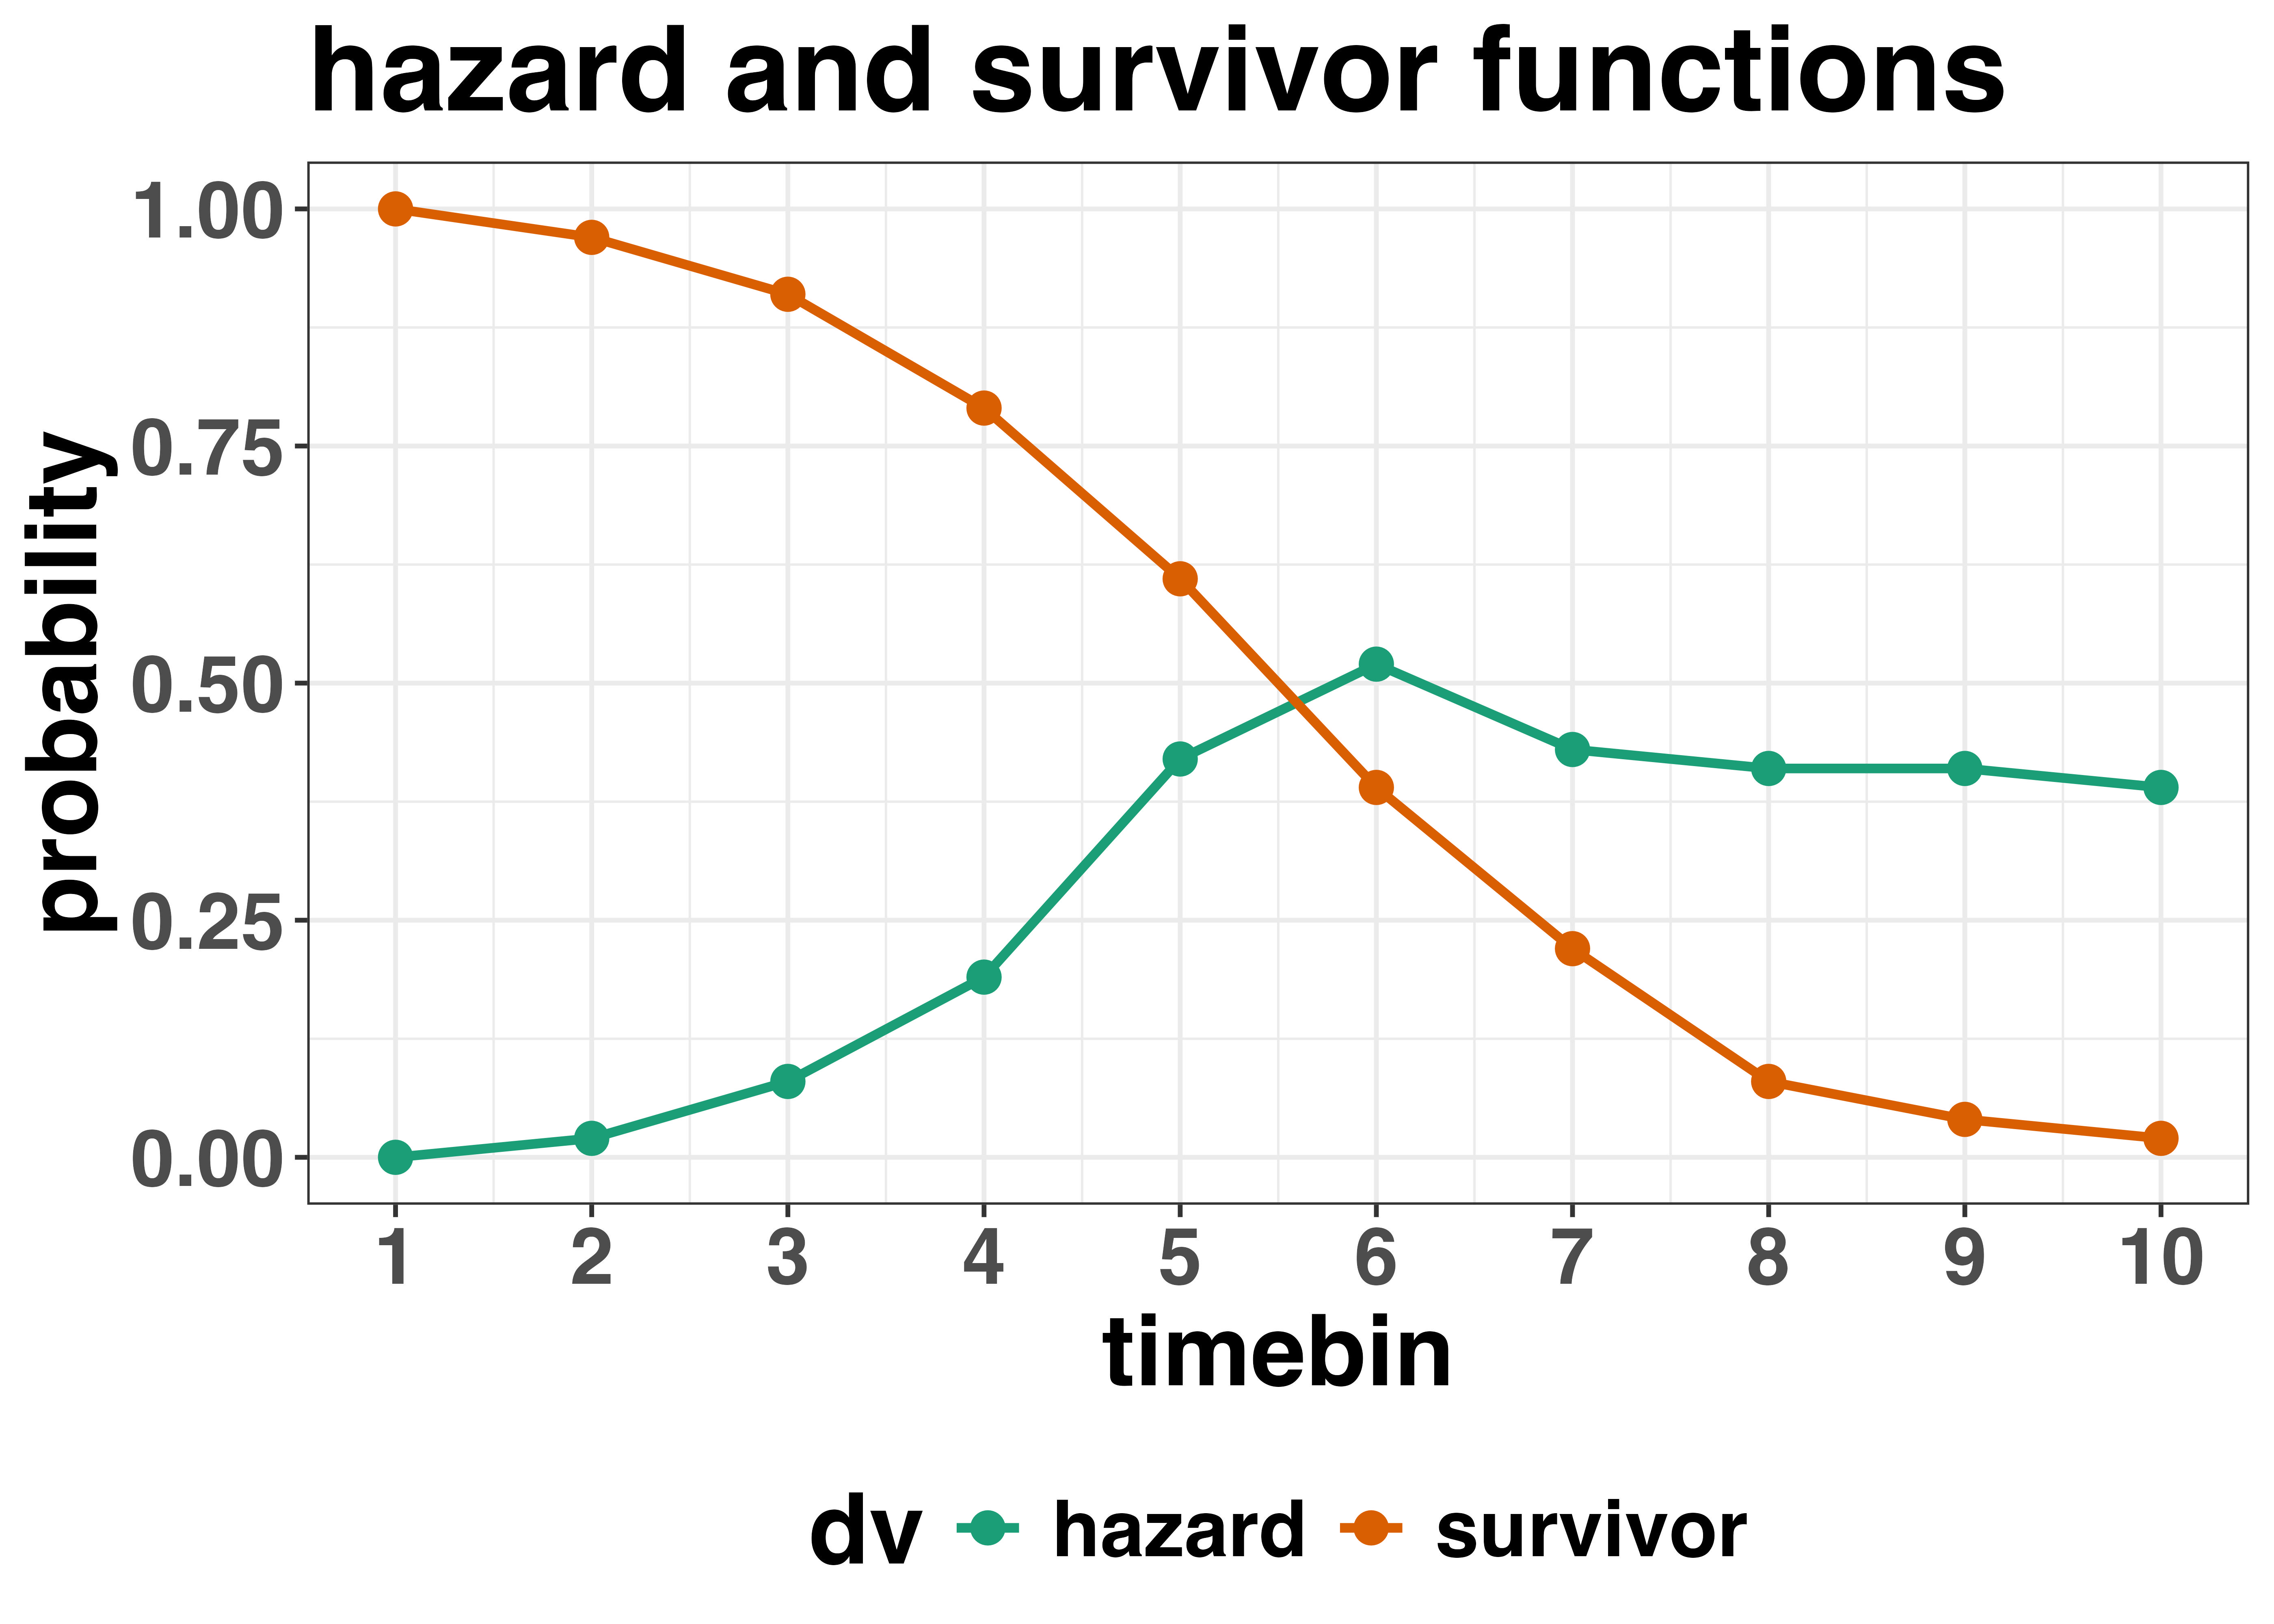 hazard and survivor functions
probability
1.00
0.75
0.50
0.25
0.00
1 2 3 4 5 6 7 8 9 10
timebin
dv hazard survivor